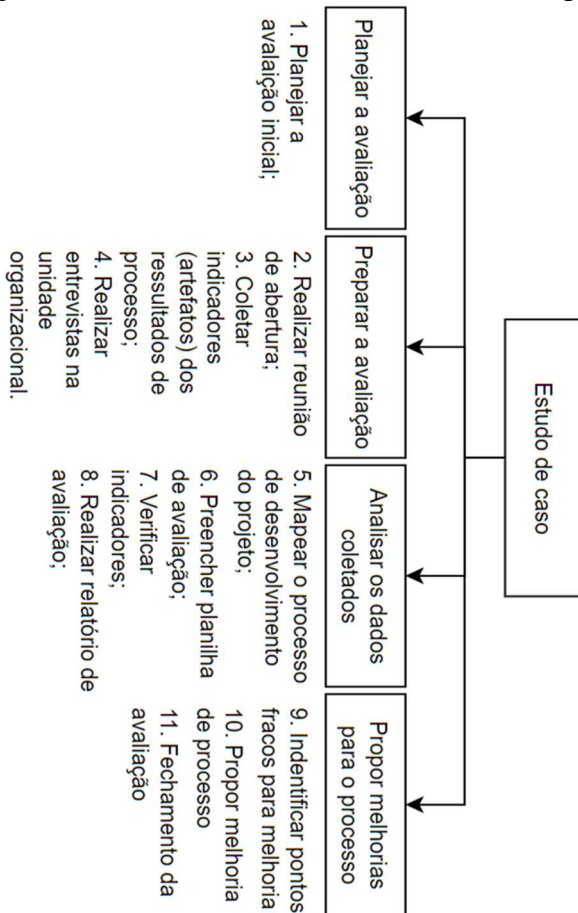 Estudo de caso
Planejar a avaliação
1. Planejar a
avalaição inicial;
Preparar a avaliação
2. Realizar reunião
de abertura;
3. Coletar
indicadores
(artefatos) dos
ressultados de
processo;
4. Realizar
entrevistas na
unidade
organizacional.
Analisar os dados
coletados
5. Mapear o processo
de desenvolvimento
do projeto;
6. Preencher planilha
de avaliação;
7. Verificar
indicadores;
8. Realizar relatório de
avaliação;
Propor melhorias
para o processo
9. Indentificar pontos
fracos para melhoria
10. Propor melhoria
de processo
11. Fechamento da
avaliação